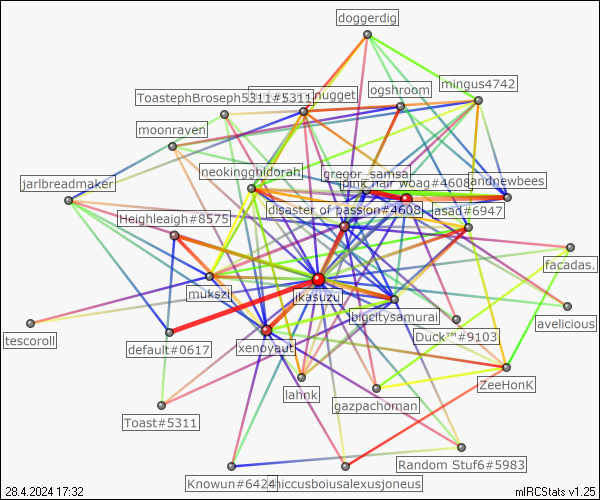 doggerdig
mingus4742
ogshroom
nugget
ToastephBroseph5311#5311
moonraven
gregor_samsa
neokingghidorah
pink hair woag#4608
andnewbees
jarlbreadmaker
disaster of passion#4608
asad#6947
Heighleaigh#8575
facadas.
mukszi
ikasuzu
bigcitysamurai
avelicious
tescoroll
default#0617
xenoyaut
Duck™#9103
ZeeHonK
lahnk
gazpachoman
Toast#5311
Random Stuf6#5983
Knowun#6424
hiccusboiusalexusjoneus
28.4.2024 17:32
mIRCStats v1.25